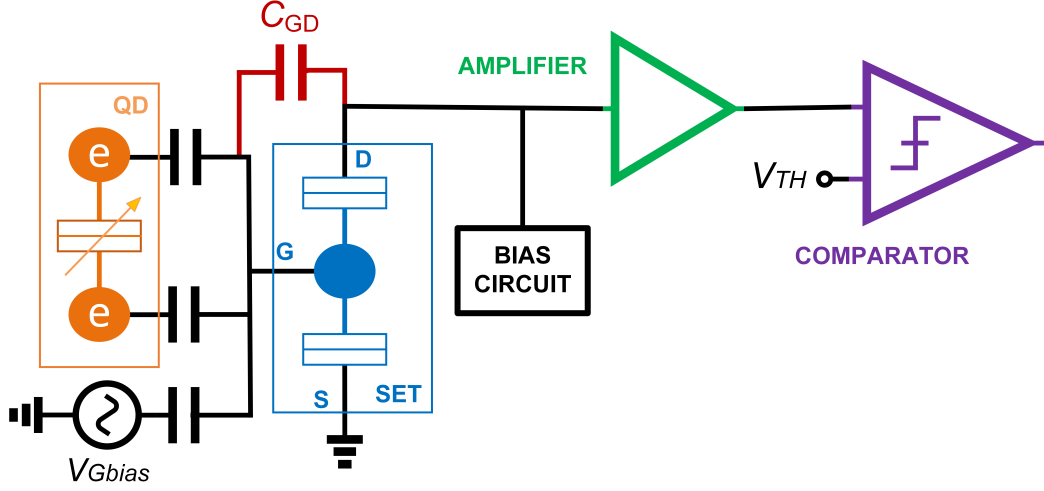 CGD
AMPLIFIER
QD
e
D
VTH
G
BIAS
CIRCUIT
COMPARATOR
e
S
SET
VGbias